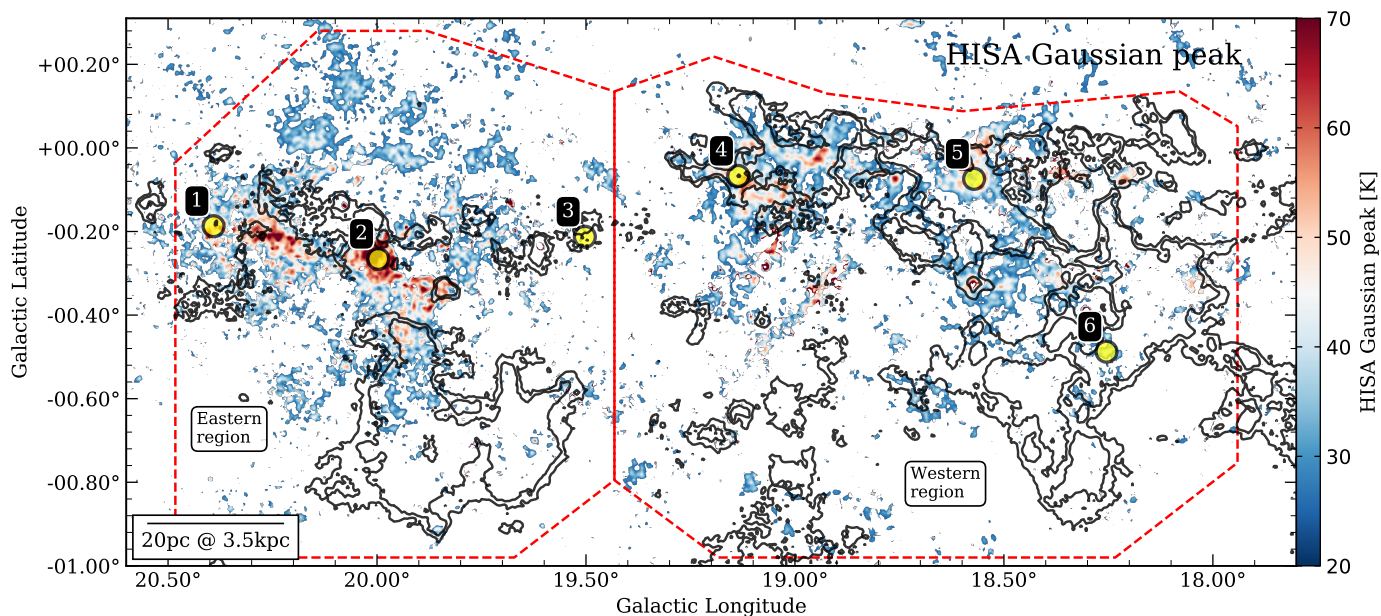 HISA Gaussian peak
+00.20°
+00.00°
-00.20°
-00.40°
-00.60°
-00.80°
-01.00°
Galactic Latitude
1
2
3
4
5
6
Eastern
region
Western
region
20pc @ 3.5kpc
20.50°
20.00°
19.50°
19.00°
18.50°
18.00°
Galactic Longitude
70
60
50
40
30
20
HISA Gaussian peak [K]